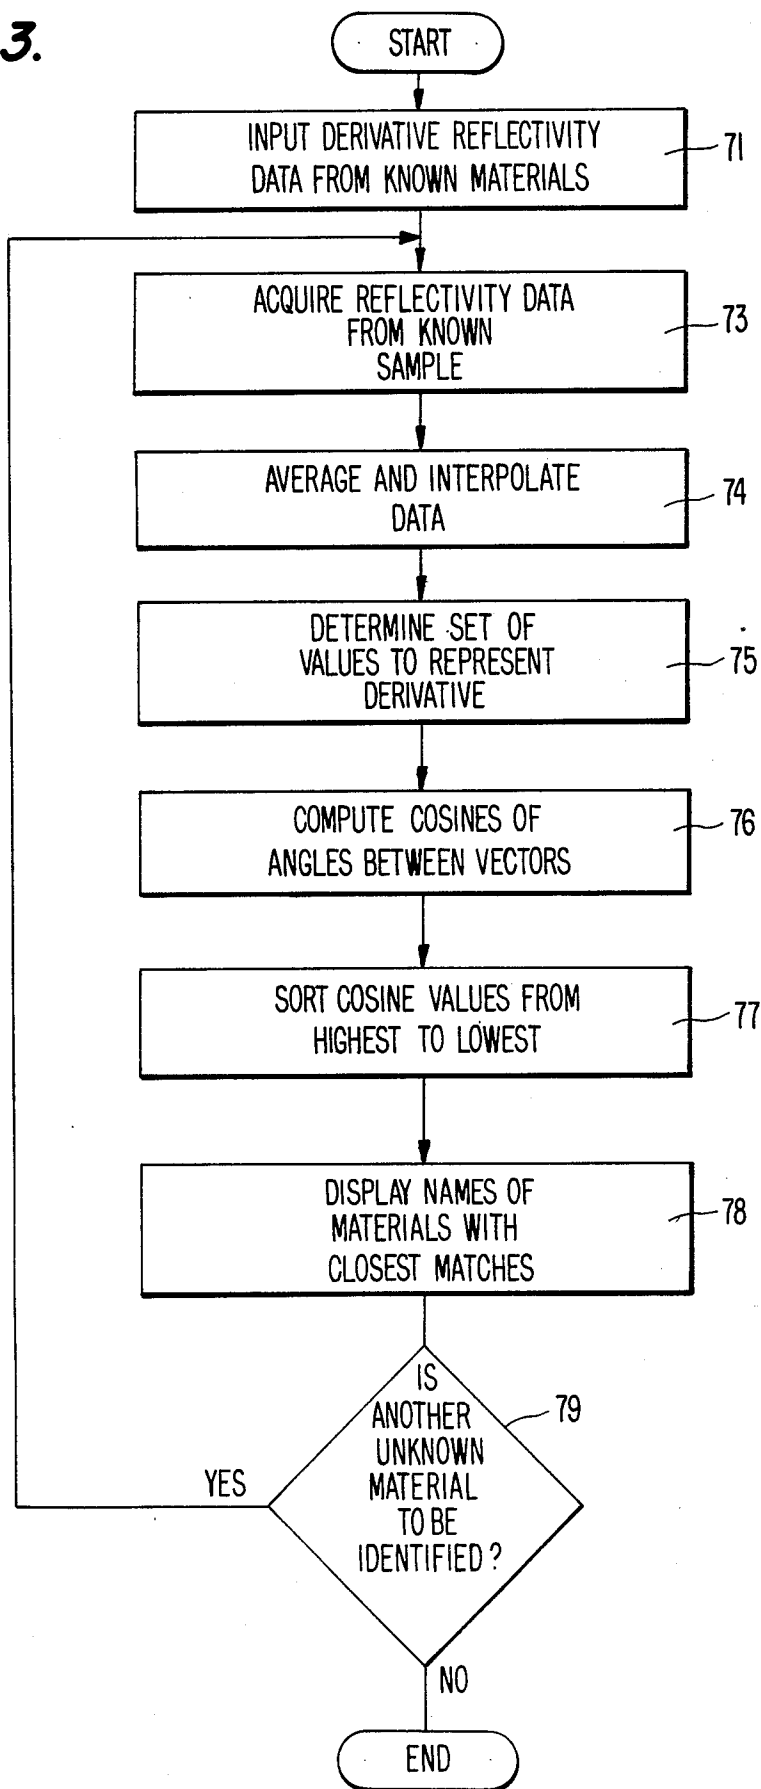 3.
START
INPUT DERIVATIVE REFLECTIVITY
DATA FROM KNOWN MATERIALS
71
ACQUIRE REFLECTIVITY DATA
FROM KNOWN
SAMPLE
73
AVERAGE AND INTERPOLATE
DATA
74
DETERMINE SET OF
VALUES TO REPRESENT
DERIVATIVE
75
COMPUTE COSINES OF
ANGLES BETWEEN VECTORS
76
SORT COSINE VALUES FROM
HIGHEST TO LOWEST
77
DISPLAY NAMES OF
MATERIALS WITH
CLOSEST MATCHES
78
IS
ANOTHER
UNKNOWN
MATERIAL
TO BE
IDENTIFIED?
79
YES
NO
END